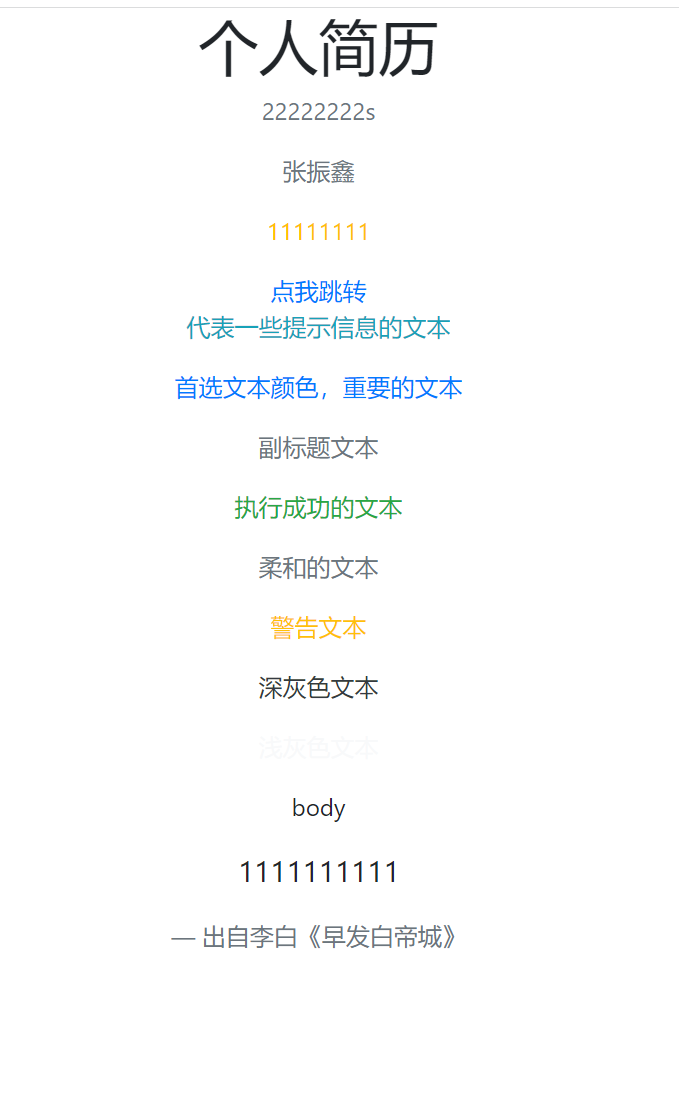 个人简历
22222222s
张振鑫
11111111
点我跳转
代表一些提示信息的文本
首选文本颜色，重要的文本
副标题文本
执行成功的文本
柔和的文本
警告文本
深灰色文本
浅灰色文本
body
1111111111
— 出自李白《早发白帝城》